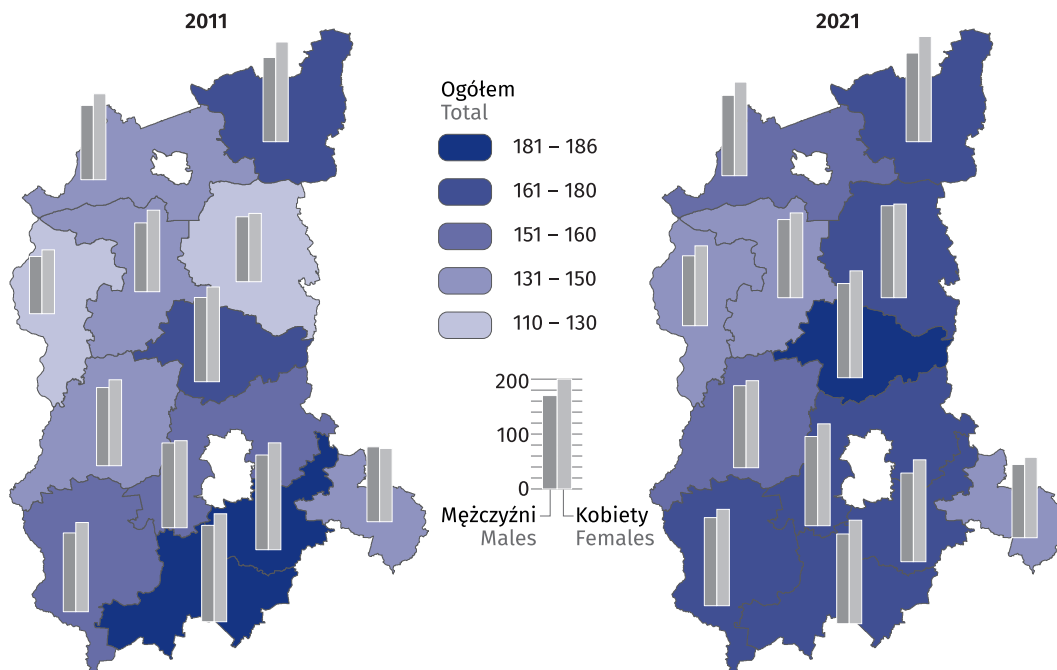 2011
2021
Ogółem
Total
181 – 186
161 – 180
151 – 160
131 – 150
110 – 130
200
100
0
Mężczyźni
Males
Kobiety
Females